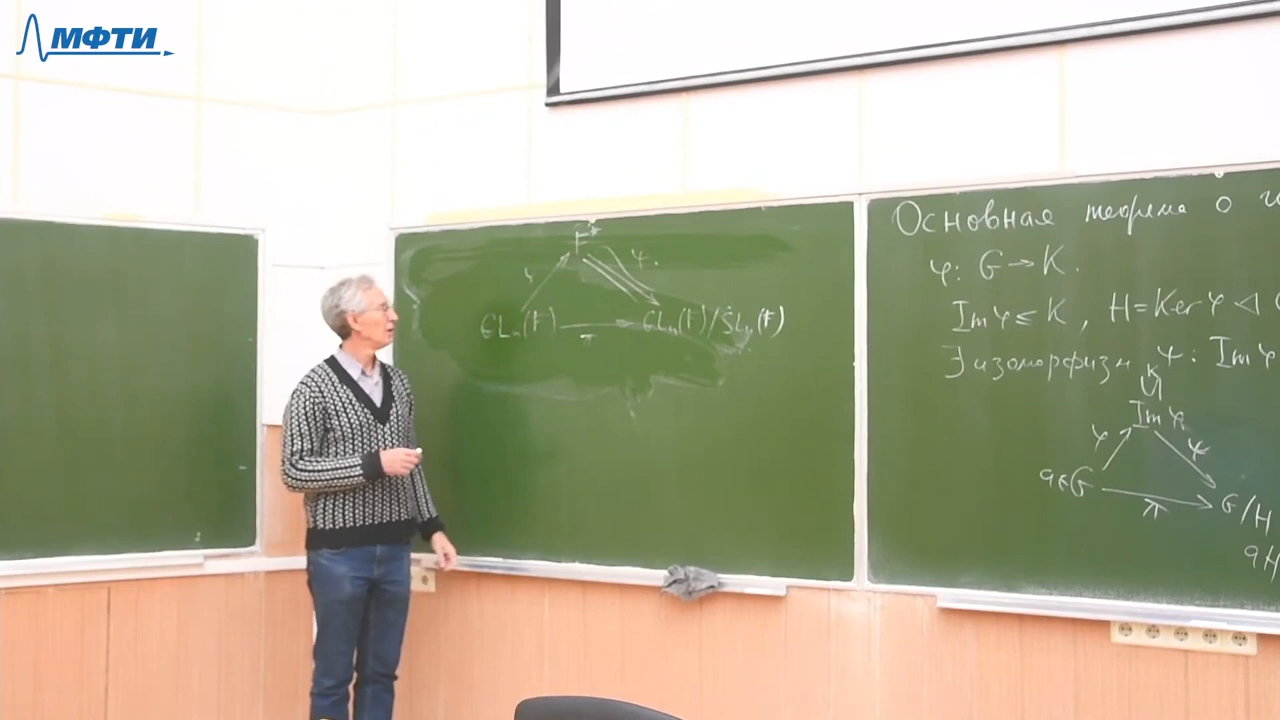 МФТИ
F*
φ ψ
GLₙ(F) → GLₙ(F)/SLₙ(F)
π
Основная теорема о
φ: G → K.
Im φ ≤ K, H = Ker φ ◁
∃ изоморфизм ψ: Im φ
K
Im φ
φ ψ
g∈G → G/H
π
gH